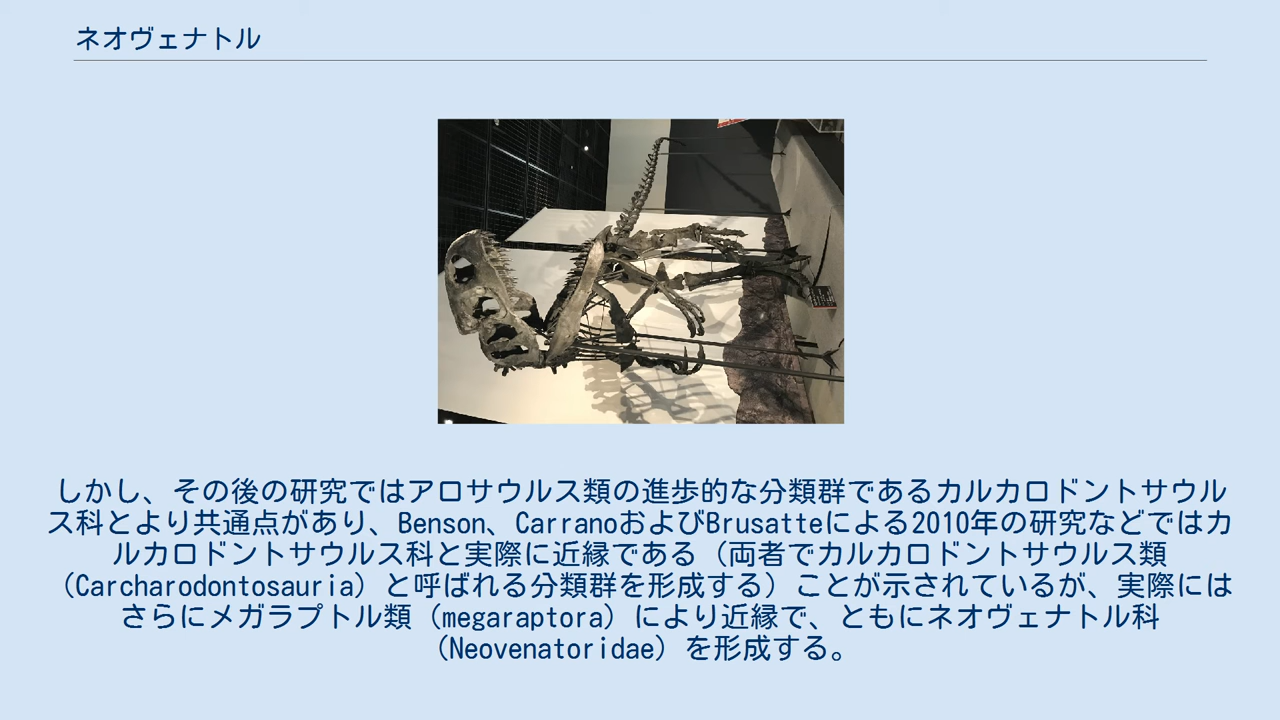 ネオヴェナトル
しかし、その後の研究ではアロサウルス類の進歩的な分類群であるカルカロドントサウル
ス科とより共通点があり、Benson、CarranoおよびBrusatteによる2010年の研究などではカ
ルカロドントサウルス科と実際に近縁である（両者でカルカロドントサウルス類
（Carcharodontosauria）と呼ばれる分類群を形成する）ことが示されているが、実際には
さらにメガラプトル類（megaraptora）により近縁で、ともにネオヴェナトル科
（Neovenatoridae）を形成する。